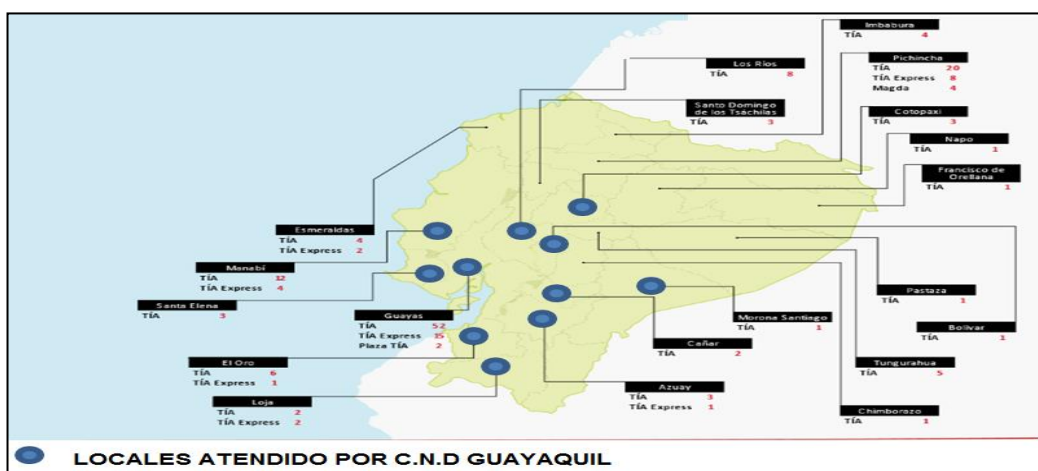 Imbabura
TÍA 4
Pichincha
TÍA 20
TÍA Express 8
Magda 4
Los Ríos
TÍA 8
Santo Domingo
de los Tsáchilas
TÍA 3
Cotopaxi
TÍA 3
Napo
TÍA 1
Francisco de
Orellana
TÍA 1
Esmeraldas
TÍA 4
TÍA Express 2
Manabí
TÍA 12
TÍA Express 4
Santa Elena
TÍA 3
Guayas
TÍA 52
TÍA Express 15
Plaza TÍA 2
El Oro
TÍA 6
TÍA Express 1
Loja
TÍA 2
TÍA Express 2
Azuay
TÍA 3
TÍA Express 1
Cañar
TÍA 2
Morona Santiago
TÍA 1
Pastaza
TÍA 1
Bolívar
TÍA 1
Tungurahua
TÍA 5
Chimborazo
TÍA 1
LOCALES ATENDIDO POR C.N.D GUAYAQUIL